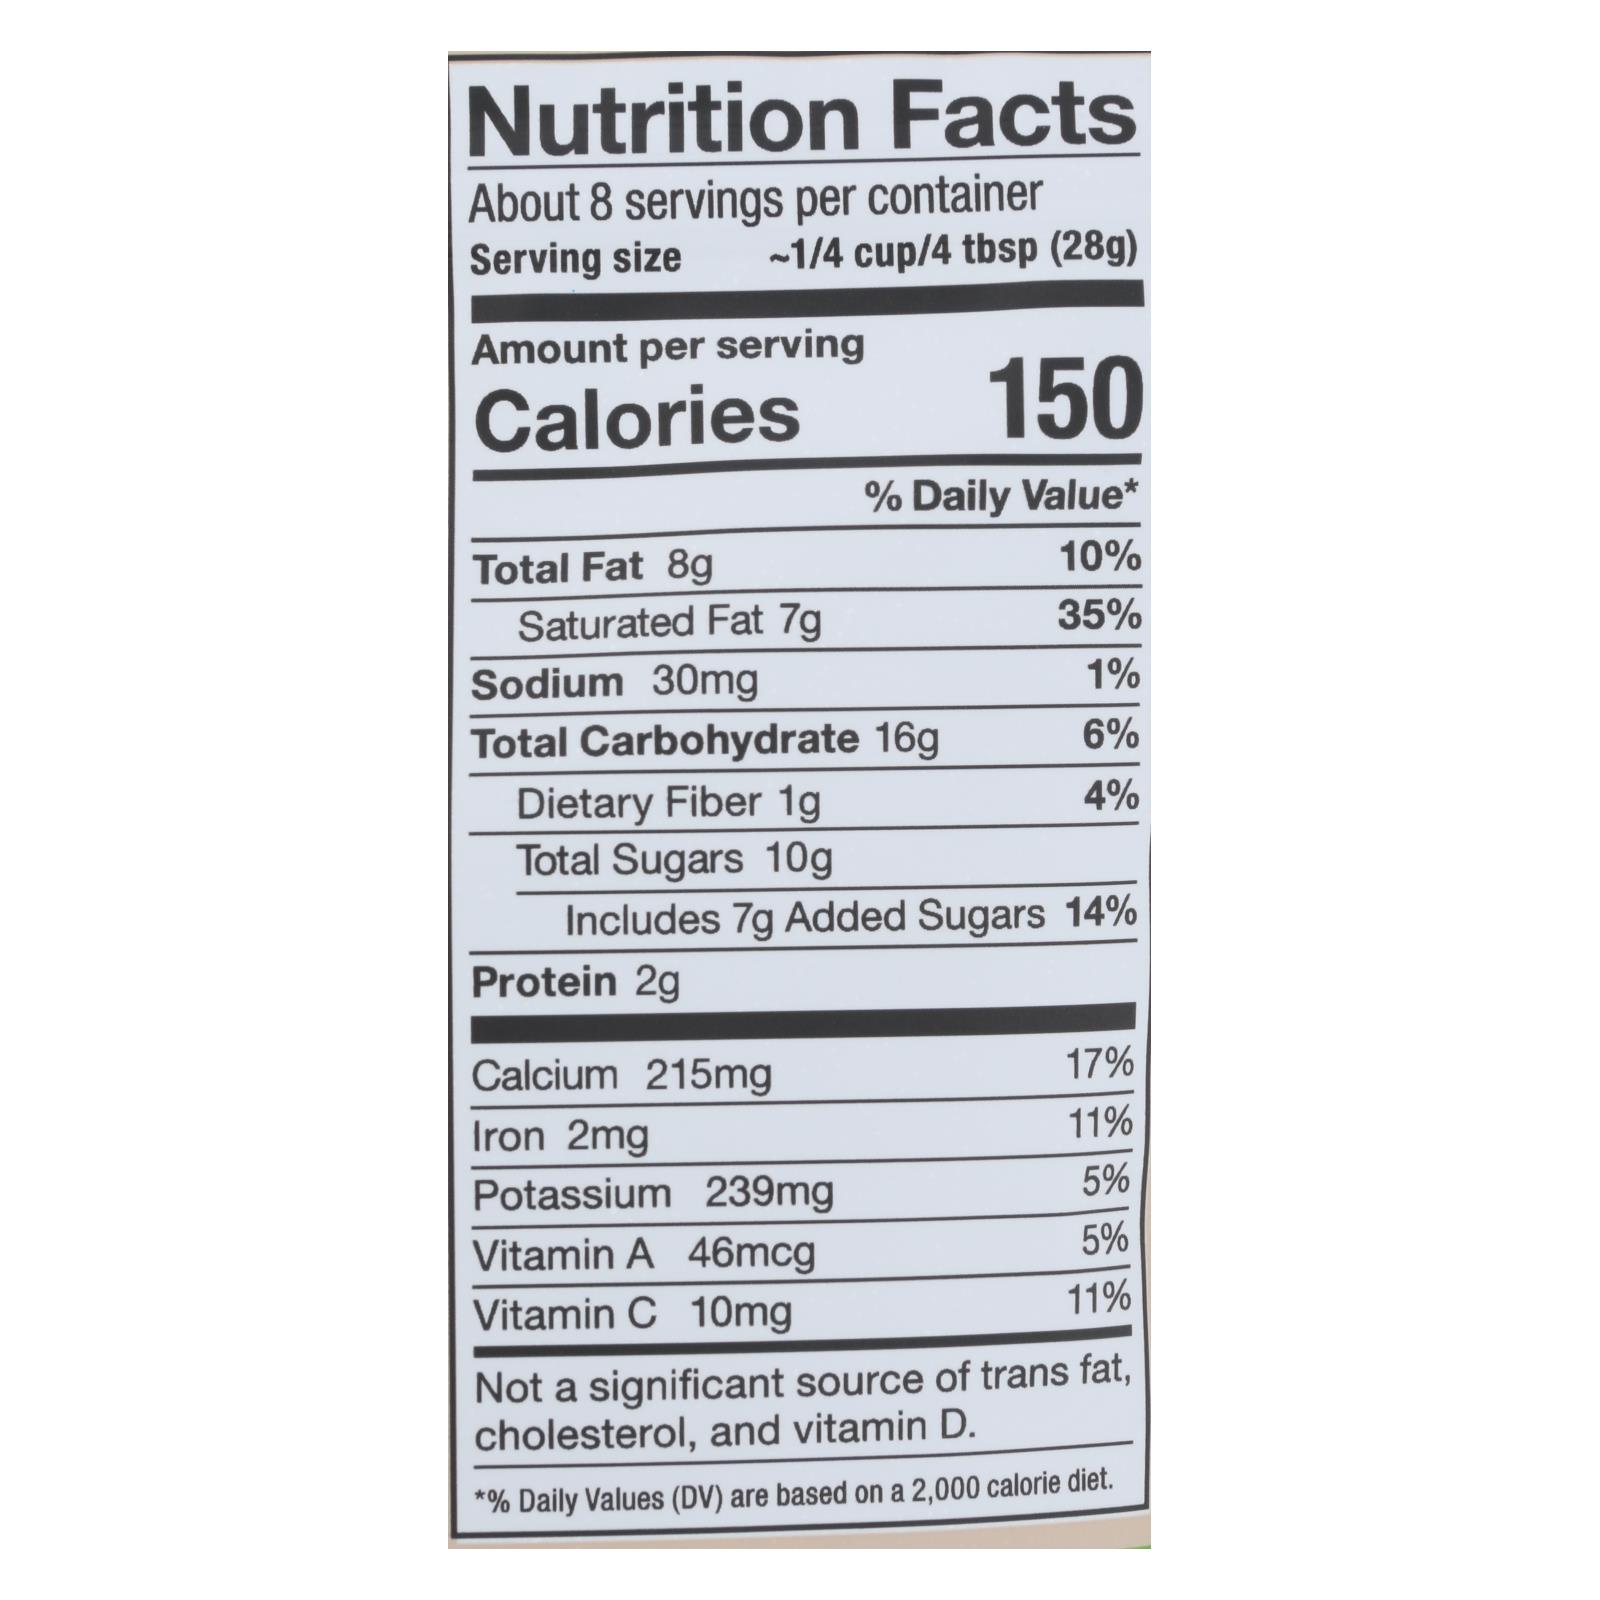 Nutrition Facts
About 8 servings per container
Serving size ~1/4 cup/4 tbsp (28g)
Amount per serving
Calories 150
% Daily Value*
Total Fat 8g 10%
Saturated Fat 7g 35%
Sodium 30mg 1%
Total Carbohydrate 16g 6%
Dietary Fiber 1g 4%
Total Sugars 10g
Includes 7g Added Sugars 14%
Protein 2g
Calcium 215mg 17%
Iron 2mg 11%
Potassium 239mg 5%
Vitamin A 46mcg 5%
Vitamin C 10mg 11%
Not a significant source of trans fat,
cholesterol, and vitamin D.
*% Daily Values (DV) are based on a 2,000 calorie diet.